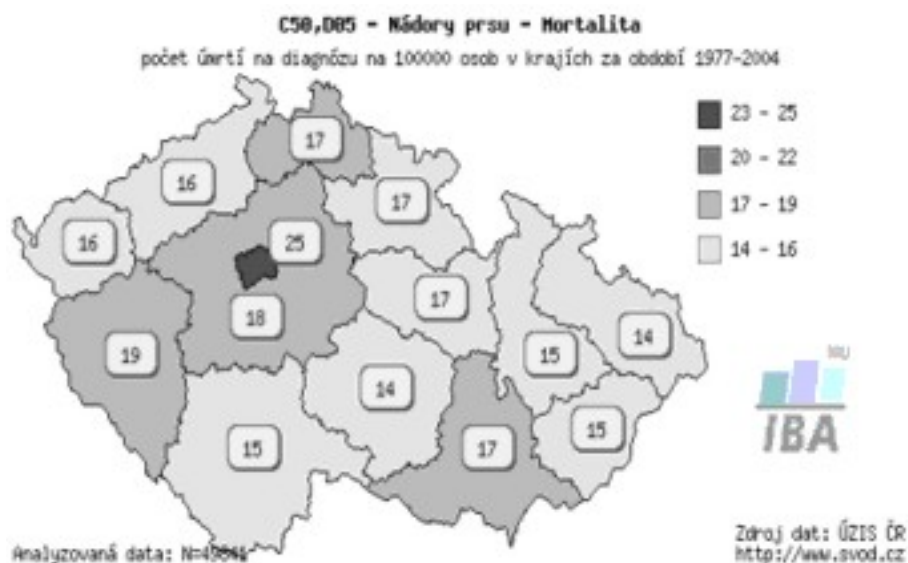 C50,D05 - Nádory prsu - Mortalita
počet úmrtí na diagnózu na 100000 osob v krajích za období 1977-2004
23 - 25
20 - 22
17 - 19
14 - 16
17
16
17
16
25
17
18
19
14
15
14
15
15
17
MU
IBA
Analyzovaná data:
Zdroj dat: ÚZIS ČR
http://www.svod.cz